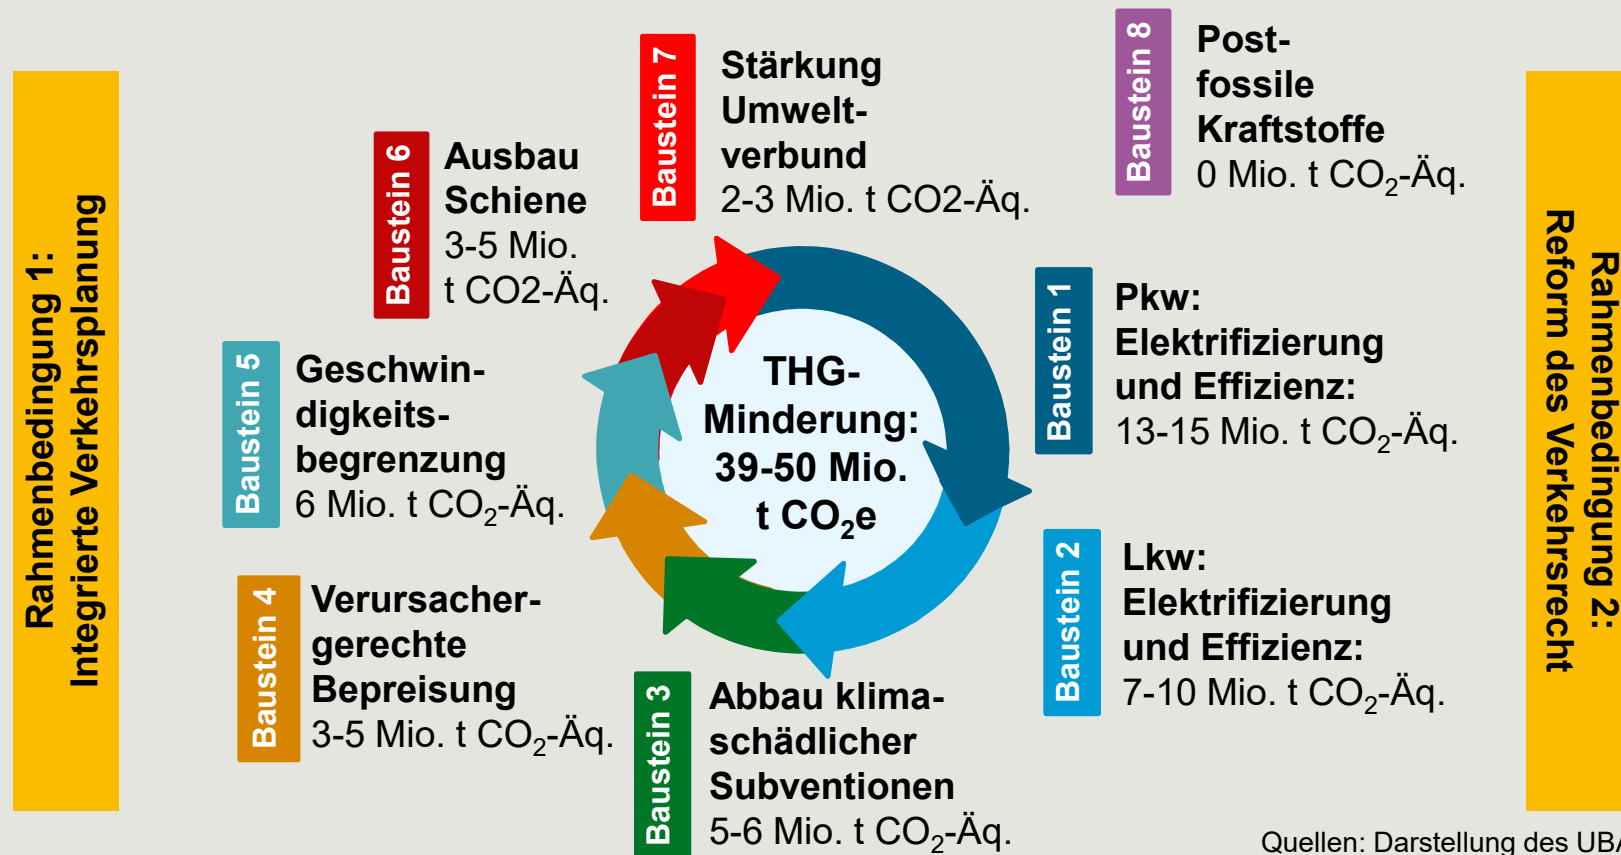 Rahmenbedingung 1:
Integrierte Verkehrsplanung
Baustein 6
Ausbau
Schiene
3-5 Mio.
t CO2-Äq.
Baustein 7
Stärkung
Umwelt-
verbund
2-3 Mio. t CO2-Äq.
Baustein 8
Post-
fossile
Kraftstoffe
0 Mio. t CO₂-Äq.
Baustein 5
Geschwin-
digkeits-
begrenzung
6 Mio. t CO₂-Äq.
THG-
Minderung:
39-50 Mio.
t CO₂e
Baustein 1
Pkw:
Elektrifizierung
und Effizienz:
13-15 Mio. t CO₂-Äq.
Baustein 4
Verursacher-
gerechte
Bepreisung
3-5 Mio. t CO₂-Äq.
Baustein 3
Abbau klima-
schädlicher
Subventionen
5-6 Mio. t CO₂-Äq.
Baustein 2
Lkw:
Elektrifizierung
und Effizienz:
7-10 Mio. t CO₂-Äq.
Rahmenbedingung 2:
Reform des Verkehrsrecht
Quellen: Darstellung des UBA